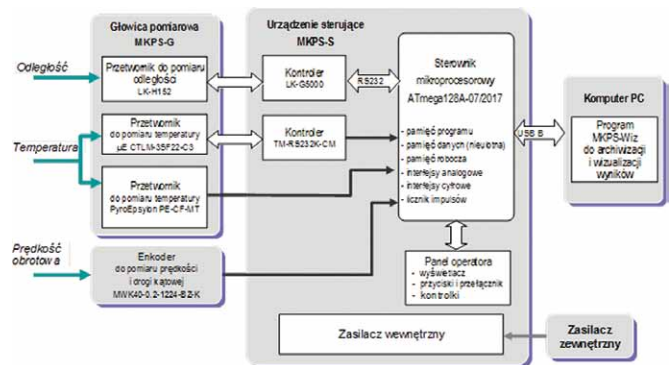 Głowica pomiarowa
MKPS-G
Urządzenie sterujące
MKPS-S
Odległość
Przetwornik do pomiaru
odległości
LK-H152
Kontroler
LK-G5000
RS232
Sterownik
mikroprocesorowy
ATmega128A-07/2017
- pamięć programu
- pamięć danych (nieulotna)
- pamięć robocza
- interfejsy analogowe
- interfejsy cyfrowe
- licznik impulsów
USB B
Komputer PC
Program
MKPS-Wiz
do archiwizacji
i wizualizacji
wyników
Temperatura
Przetwornik
do pomiaru temperatury
µE CTLM-3SF22-C3
Kontroler
TM-RS232K-CM
Przetwornik
do pomiaru temperatury
PyroEpsylon PE-CF-MT
Prędkość
obrotowa
Enkoder
do pomiaru prędkości
i drogi kątowej
MWK40-0.2-1224-BZ-K
Panel operatora
- wyświetacz
- przyciski i przełącznik
- kontrolki
Zasilacz wewnętrzny
Zasilacz
zewnętrzny